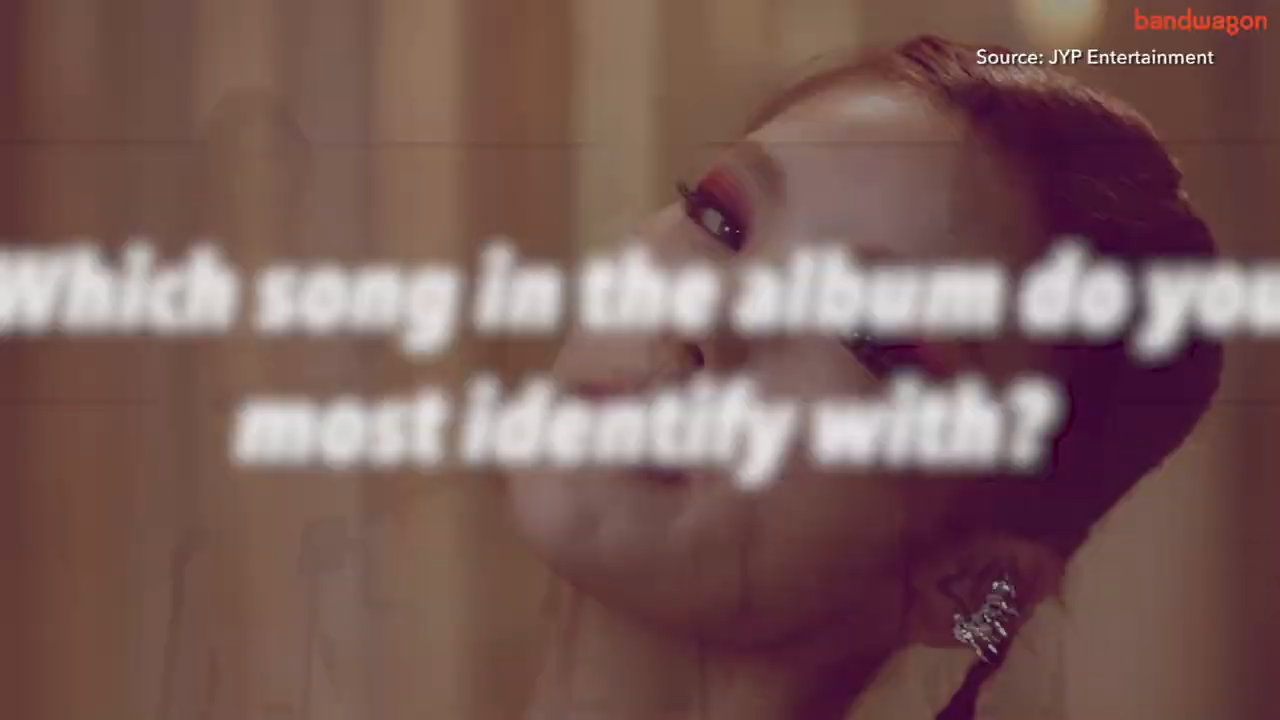 bandwagon
Source: JYP Entertainment
Which song in the album do you
most identify with?